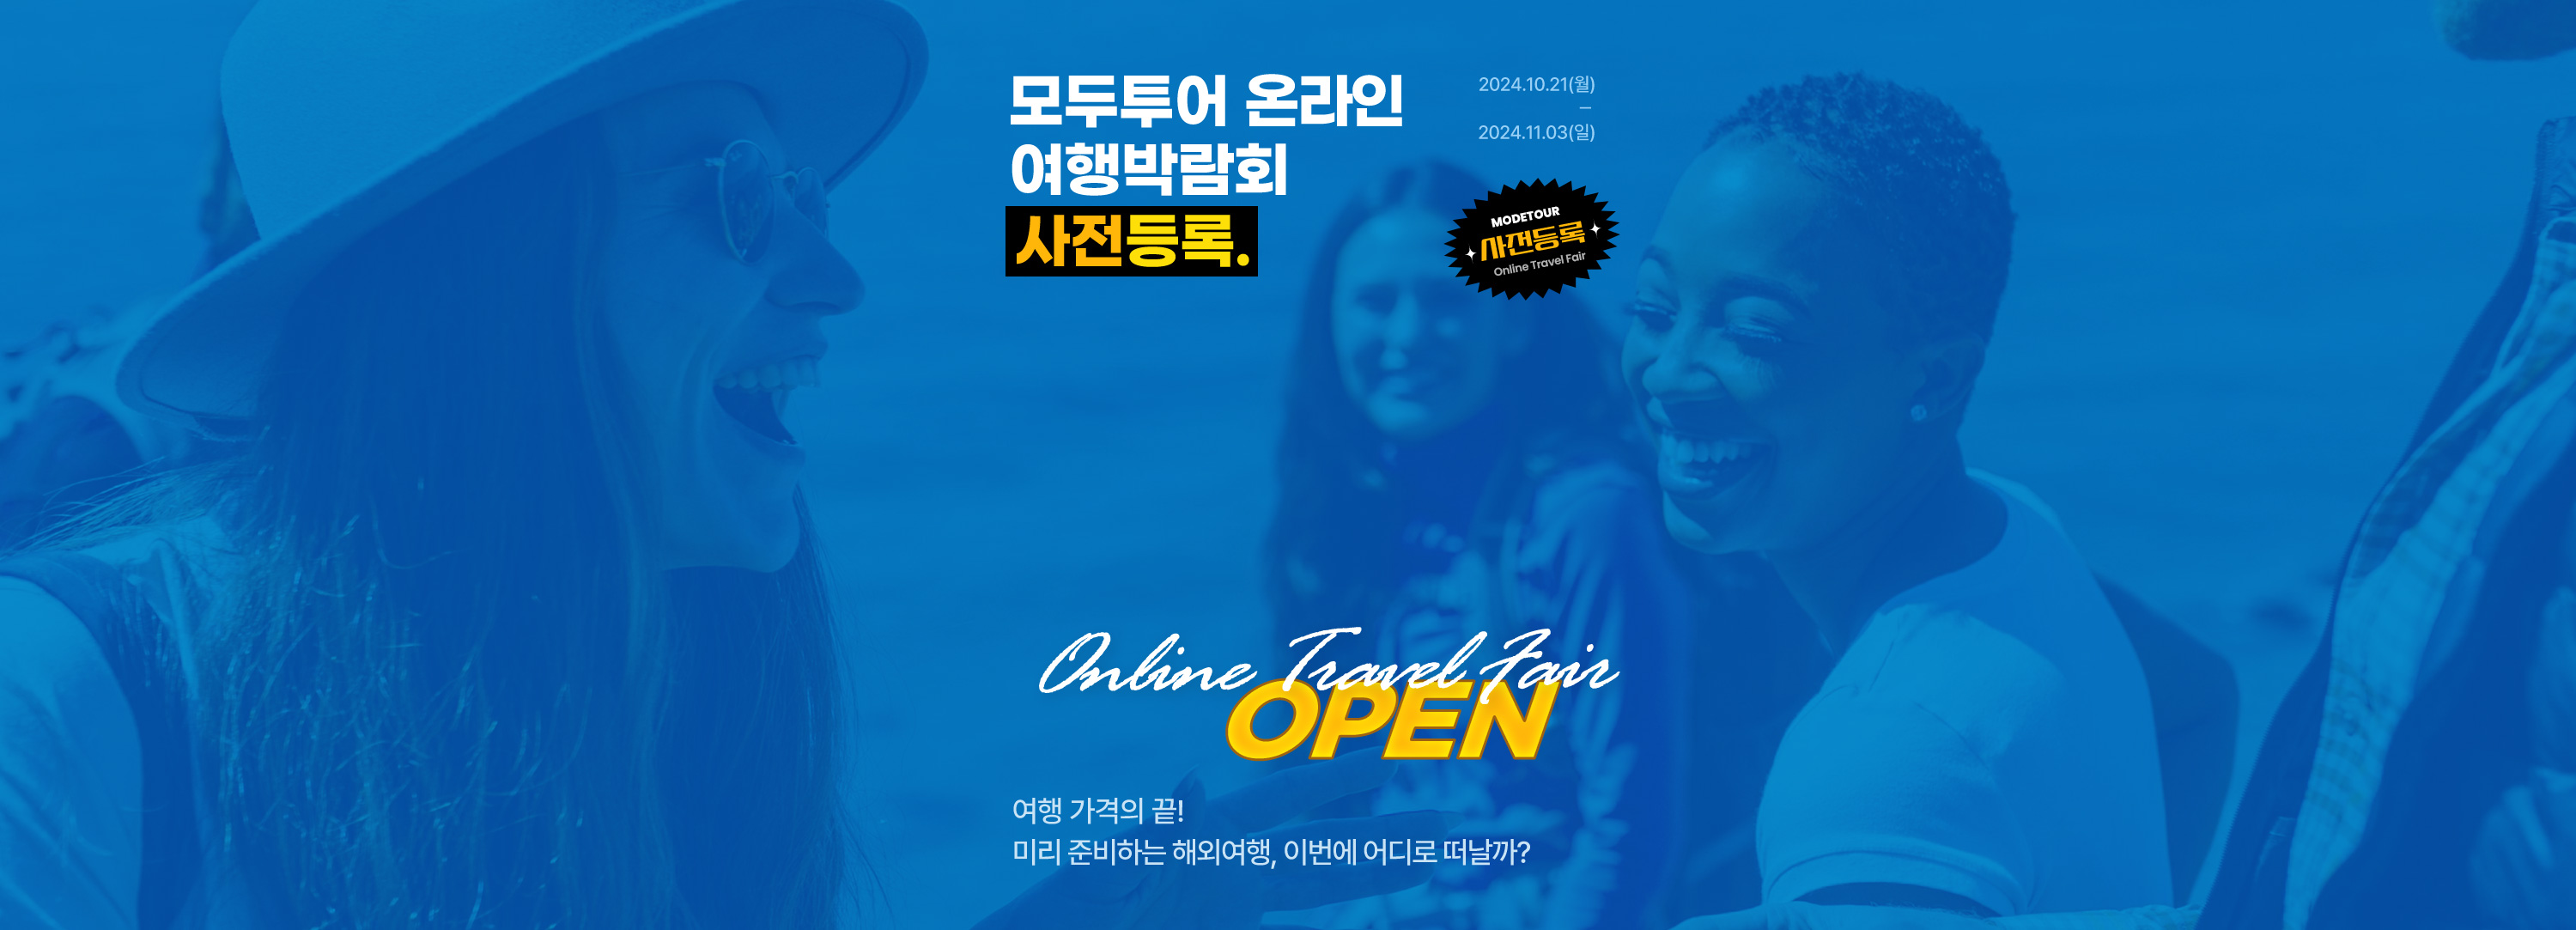 모두투어 온라인
여행박람회
사전등록.
2024.10.21(월)
–
2024.11.03(일)
MODETOUR
사전등록
Online Travel Fair
Online Travel Fair
OPEN
여행 가격의 끝!
미리 준비하는 해외여행, 이번에 어디로 떠날까?